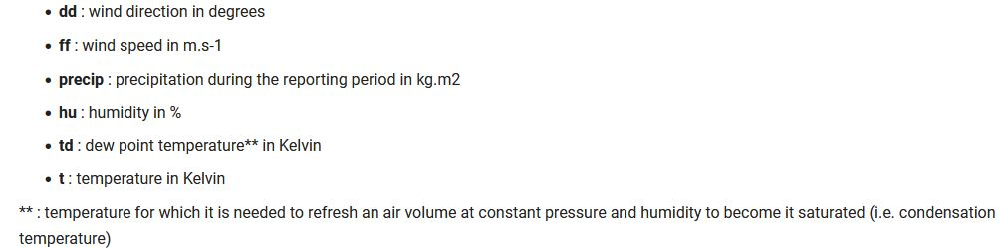 • dd : wind direction in degrees
• ff : wind speed in m.s-1
• precip : precipitation during the reporting period in kg.m2
• hu : humidity in %
• td : dew point temperature** in Kelvin
• t : temperature in Kelvin
** : temperature for which it is needed to refresh an air volume at constant pressure and humidity to become it saturated (i.e. condensation
temperature)